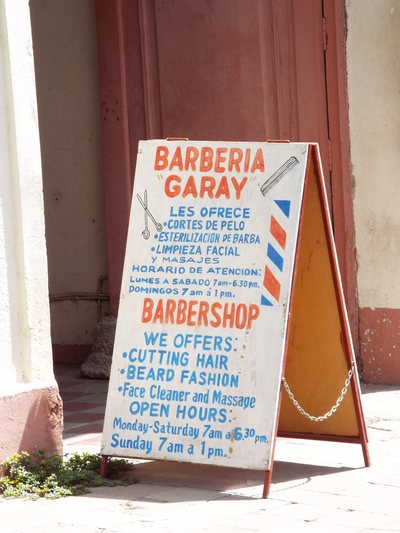 BARBERIA
"GARAY"
LES OFRECE
•CORTES DE PELO
•ESTERILIZACION DE BARBA
•LIMPIEZA FACIAL
Y MASAJES
HORARIO DE ATENCION:
LUNES A SABADO 7am-6:30pm.
DOMINGOS 7am a 1pm.
BARBERSHOP
WE OFFERS:
•CUTTING HAIR
•BEARD FASHION
•Face Cleaner and Massage
OPEN HOURS:
Monday-Saturday 7am a 6:30pm.
Sunday 7am a 1pm.